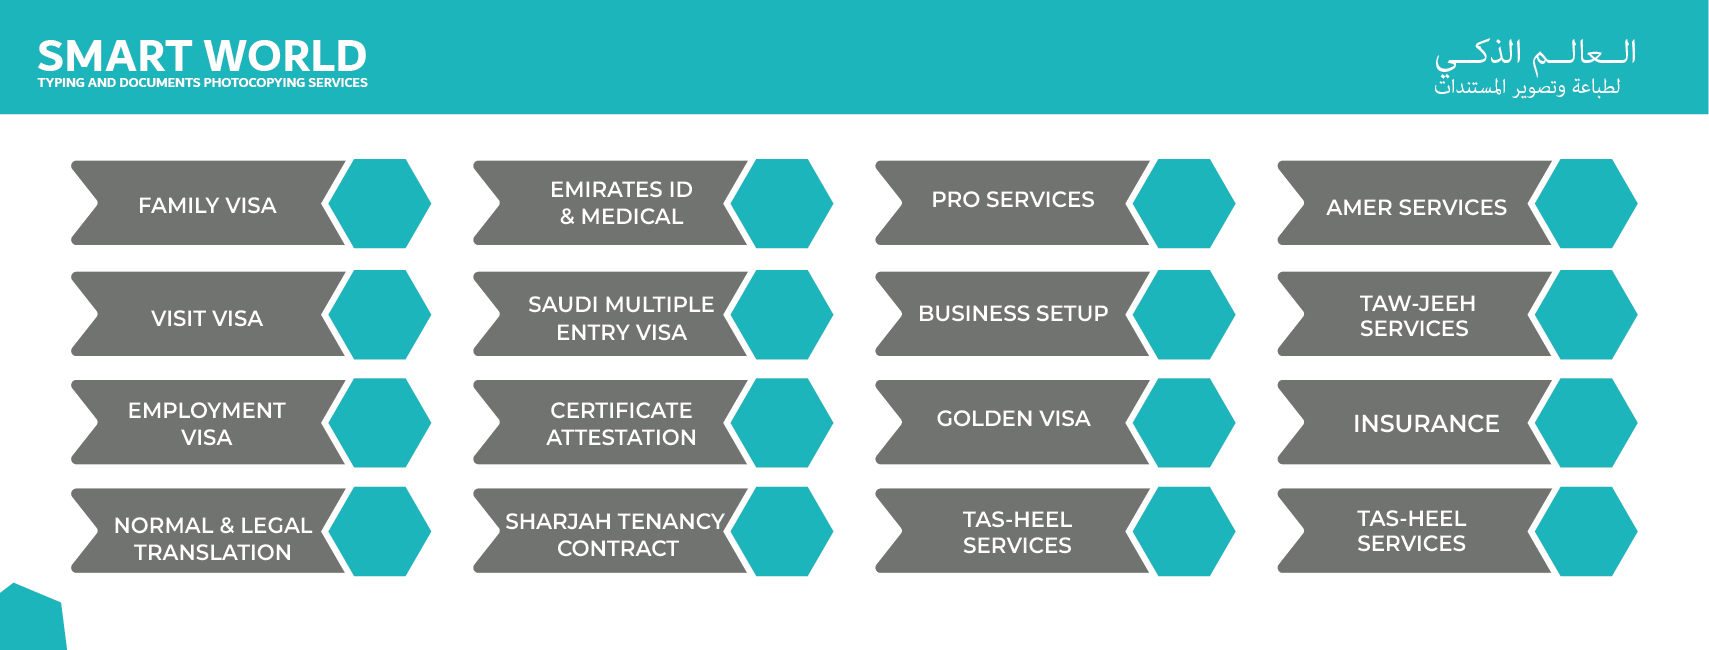 SMART WORLD
TYPING AND DOCUMENTS PHOTOCOPYING SERVICES
العالم الذكي
لطباعة وتصوير المستندات
FAMILY VISA
EMIRATES ID
& MEDICAL
PRO SERVICES
AMER SERVICES
VISIT VISA
SAUDI MULTIPLE
ENTRY VISA
BUSINESS SETUP
TAW-JEEH
SERVICES
EMPLOYMENT
VISA
CERTIFICATE
ATTESTATION
GOLDEN VISA
INSURANCE
NORMAL & LEGAL
TRANSLATION
SHARJAH TENANCY
CONTRACT
TAS-HEEL
SERVICES
TAS-HEEL
SERVICES